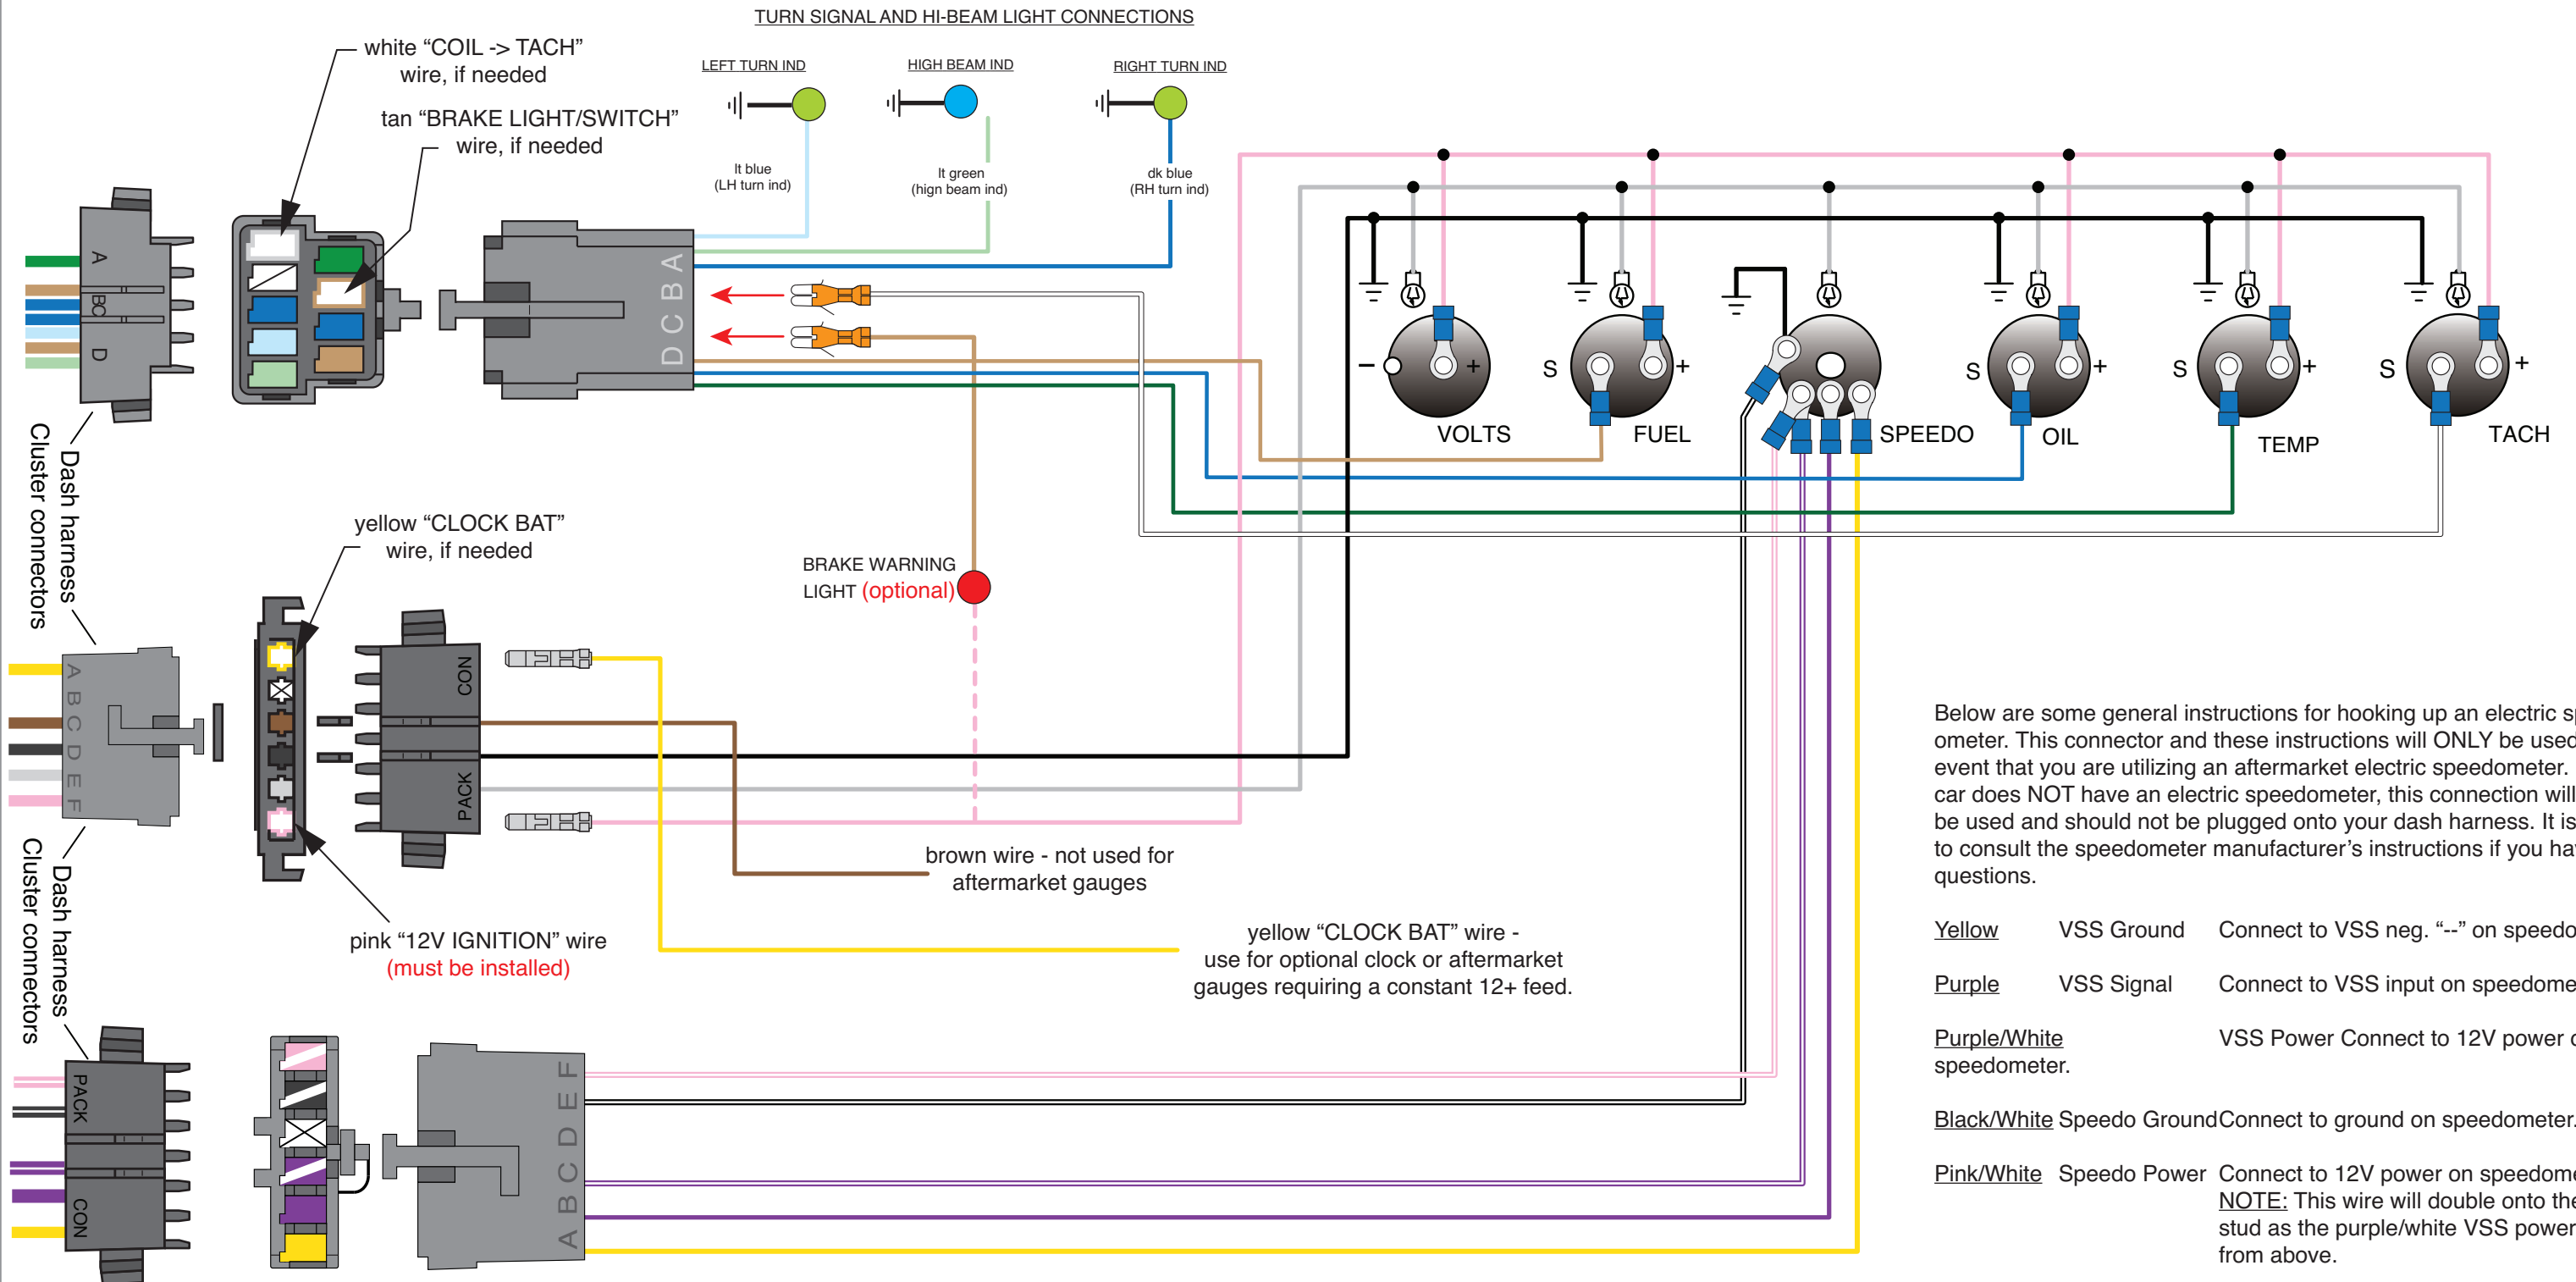 TURN SIGNAL AND HI-BEAM LIGHT CONNECTIONS
white “COIL -> TACH”
wire, if needed
tan “BRAKE LIGHT/SWITCH”
wire, if needed
LEFT TURN IND
HIGH BEAM IND
RIGHT TURN IND
lt blue
(LH turn ind)
lt green
(hign beam ind)
dk blue
(RH turn ind)
A
BC
D
A
B
C
D
Dash harness
Cluster connectors
–
+
VOLTS
S
+
FUEL
SPEEDO
S
+
OIL
S
+
TEMP
S
+
TACH
yellow “CLOCK BAT”
wire, if needed
BRAKE WARNING
LIGHT (optional)
A
B
C
D
E
F
CON
PACK
brown wire - not used for
aftermarket gauges
pink “12V IGNITION” wire
(must be installed)
yellow “CLOCK BAT” wire -
use for optional clock or aftermarket
gauges requiring a constant 12+ feed.
Dash harness
Cluster connectors
PACK
CON
F
E
D
C
B
A
Below are some general instructions for hooking up an electric sp
ometer. This connector and these instructions will ONLY be used
event that you are utilizing an aftermarket electric speedometer.
car does NOT have an electric speedometer, this connection will
be used and should not be plugged onto your dash harness. It is
to consult the speedometer manufacturer’s instructions if you ha
questions.
Yellow VSS Ground Connect to VSS neg. “--” on speedo
Purple VSS Signal Connect to VSS input on speedome
Purple/White VSS Power Connect to 12V power
speedometer.
Black/White Speedo Ground Connect to ground on speedometer.
Pink/White Speedo Power Connect to 12V power on speedome
NOTE: This wire will double onto the
stud as the purple/white VSS power
from above.